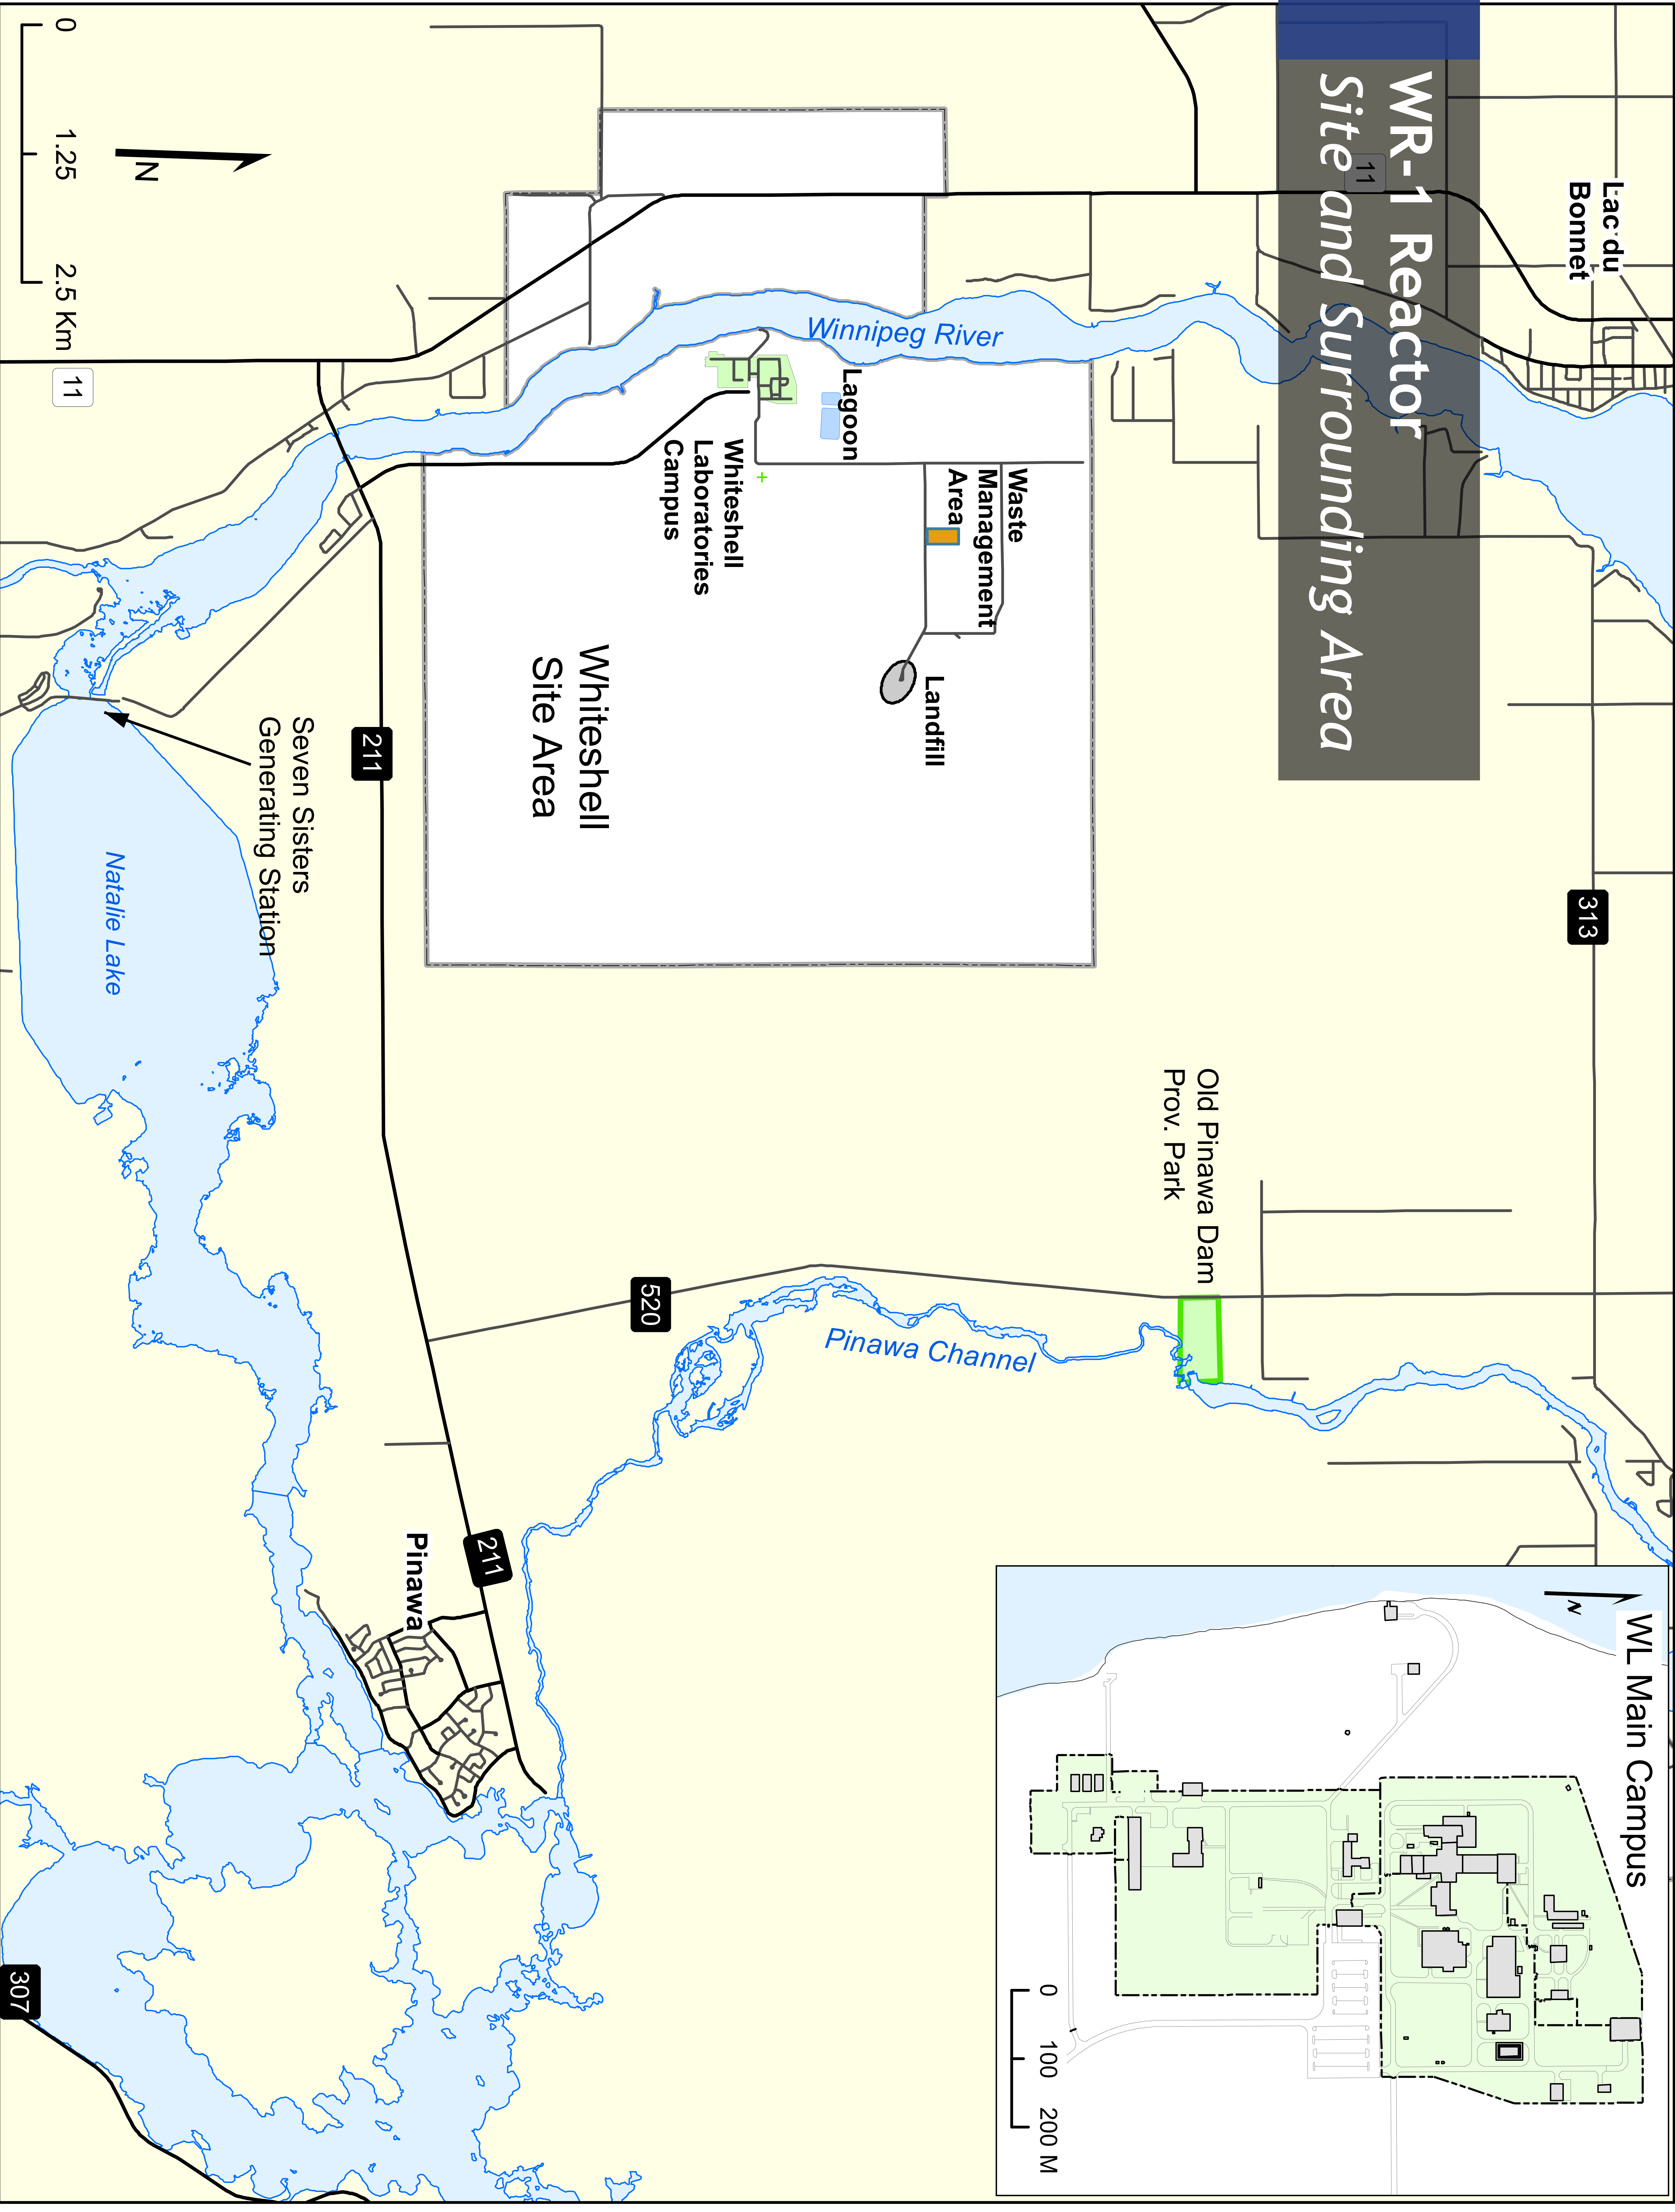 WR-1 Reactor
Site and Surrounding Area
Lac du
Bonnet
11
313
WL Main Campus
N
0 100 200 M
Winnipeg River
Lagoon
Waste
Management
Area
Landfill
Whiteshell
Laboratories
Campus
Whiteshell
Site Area
Old Pinawa Dam
Prov. Park
Pinawa Channel
520
211
211
Pinawa
Seven Sisters
Generating Station
Natalie Lake
N
0 1.25 2.5 Km
11
307